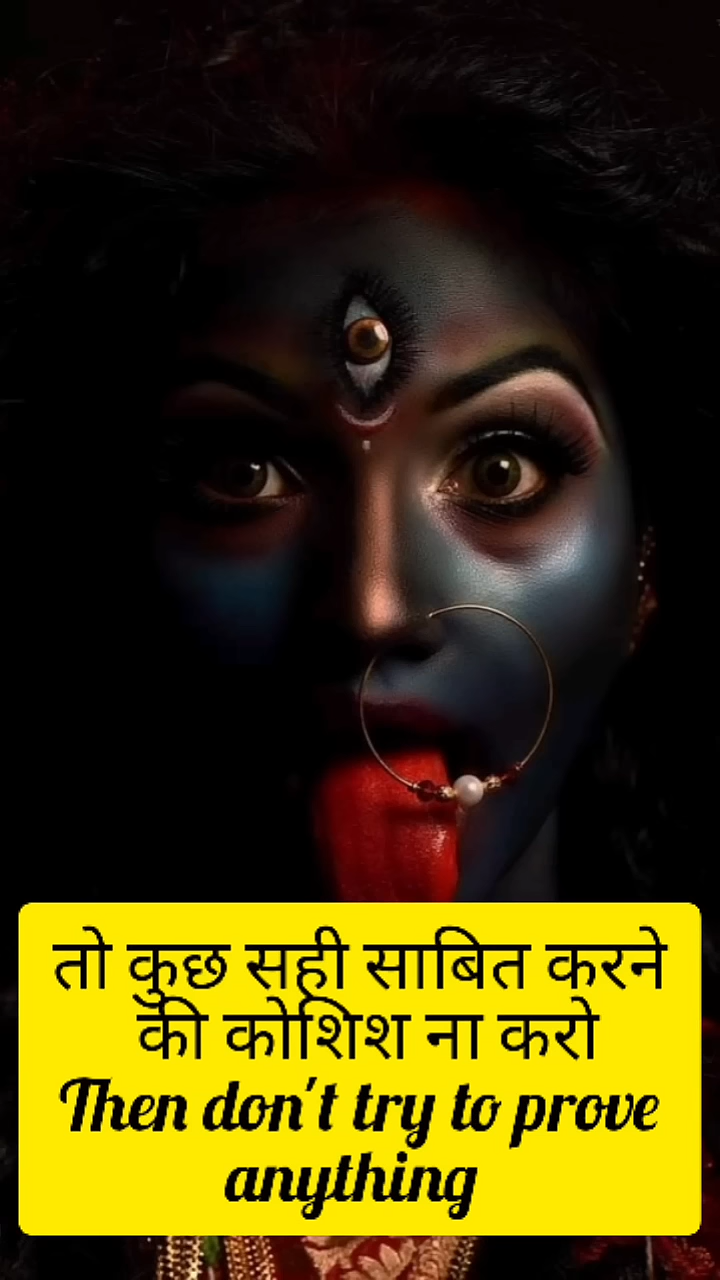 तो कुछ सही साबित करने
की कोशिश ना करो
Then don't try to prove
anything